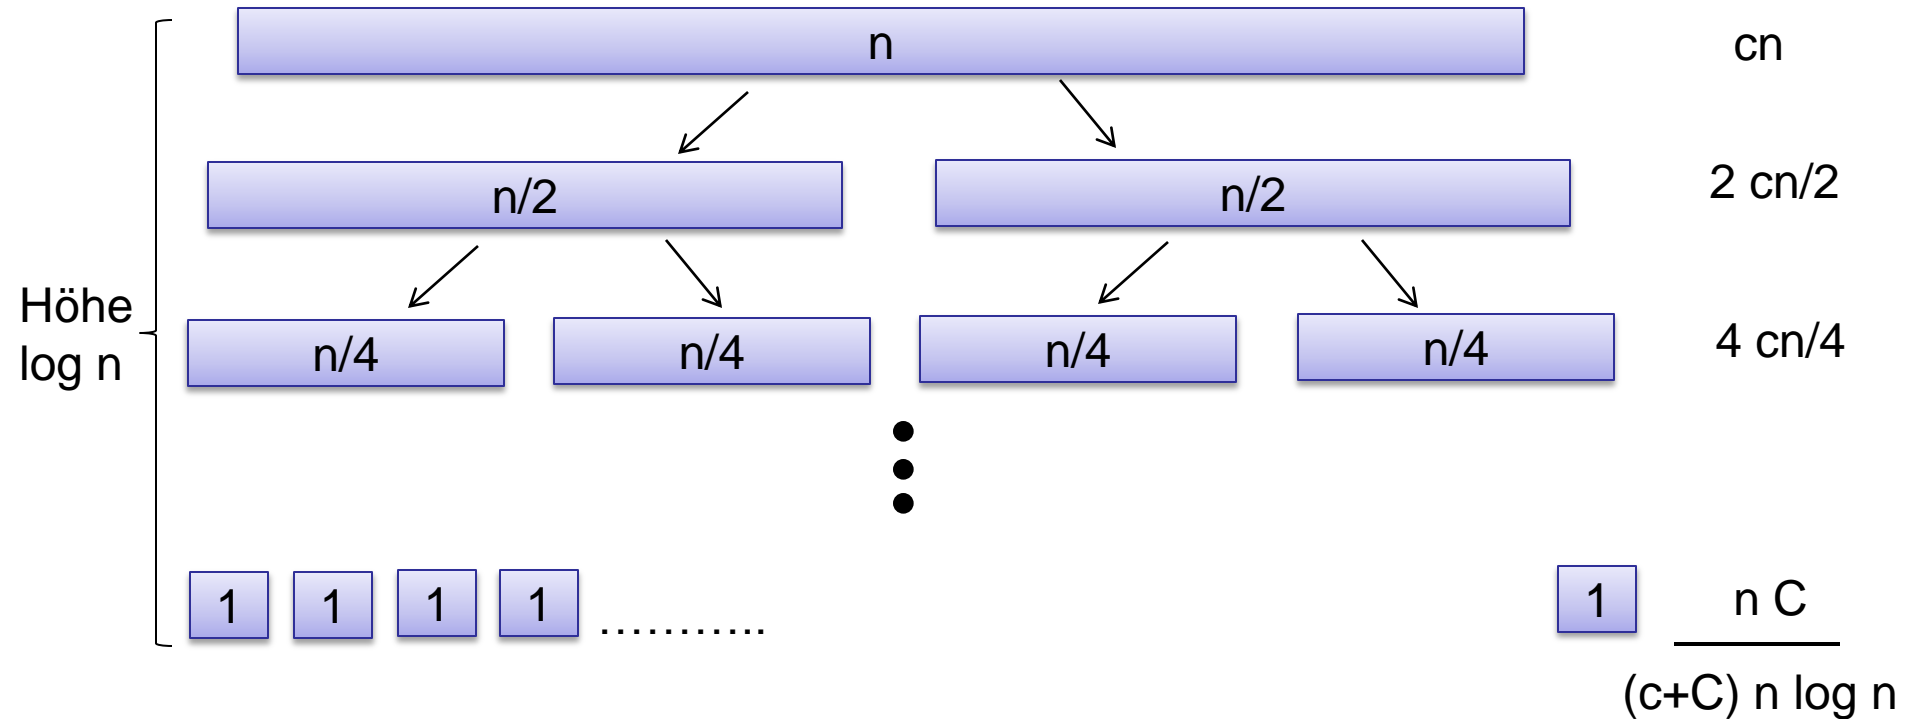 n cn
n/2 n/2 2 cn/2
Höhe
log n
n/4 n/4 n/4 n/4 4 cn/4
1 1 1 1 ........... 1 n C
(c+C) n log n